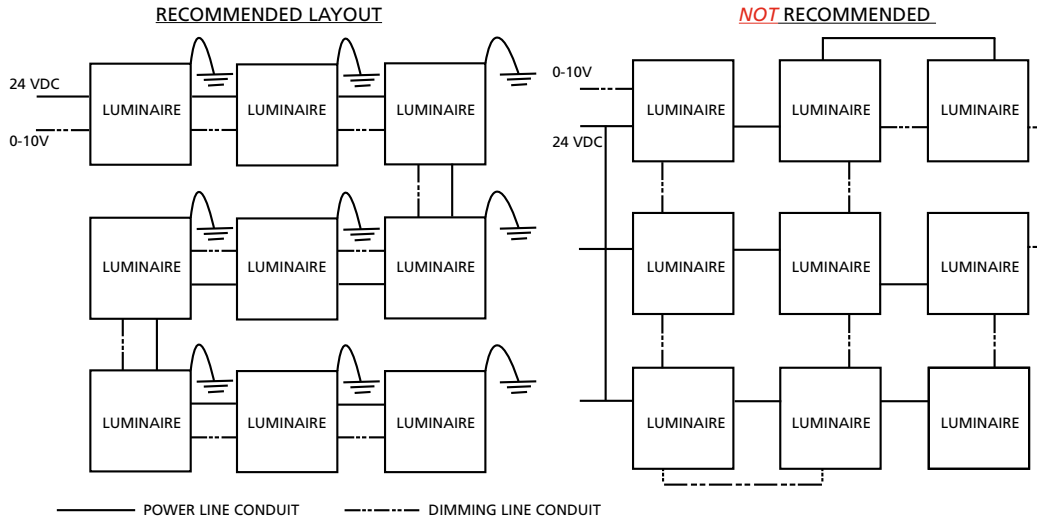 RECOMMENDED LAYOUT
24 VDC
0-10V
LUMINAIRE LUMINAIRE LUMINAIRE
LUMINAIRE LUMINAIRE LUMINAIRE
LUMINAIRE LUMINAIRE LUMINAIRE
NOT RECOMMENDED
0-10V
24 VDC
LUMINAIRE LUMINAIRE LUMINAIRE
LUMINAIRE LUMINAIRE LUMINAIRE
LUMINAIRE LUMINAIRE LUMINAIRE
POWER LINE CONDUIT
DIMMING LINE CONDUIT